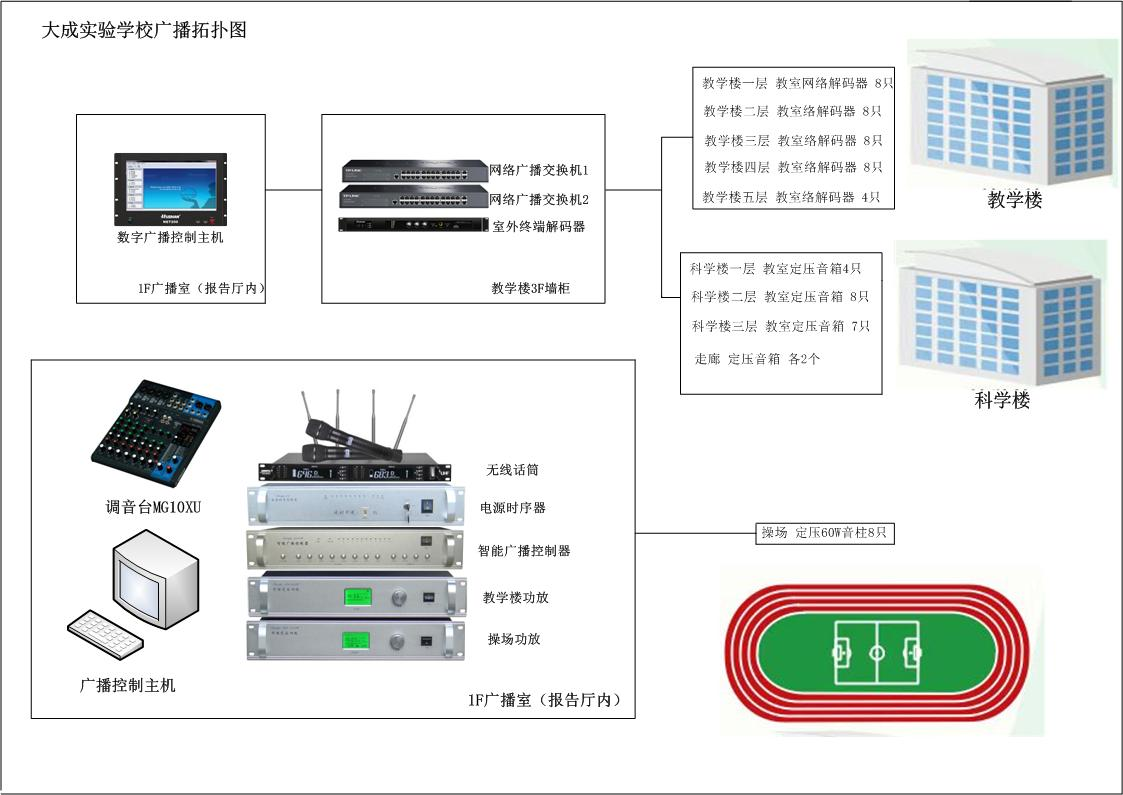 大成实验学校广播拓扑图
教学楼一层 教室网络解码器 8只
教学楼二层 教室络解码器 8只
教学楼三层 教室络解码器 8只
教学楼四层 教室络解码器 8只
教学楼五层 教室络解码器 4只
教学楼
TP-LINK
网络广播交换机1
TP-LINK
网络广播交换机2
室外终端解码器
数字广播控制主机
1F广播室（报告厅内）
教学楼3F墙柜
科学楼一层 教室定压音箱4只
科学楼二层 教室定压音箱 8只
科学楼三层 教室定压音箱 7只
走廊 定压音箱 各2个
科学楼
无线话筒
调音台MG10XU
电源时序器
智能广播控制器
操场 定压60W音柱8只
教学楼功放
操场功放
广播控制主机
1F广播室（报告厅内）